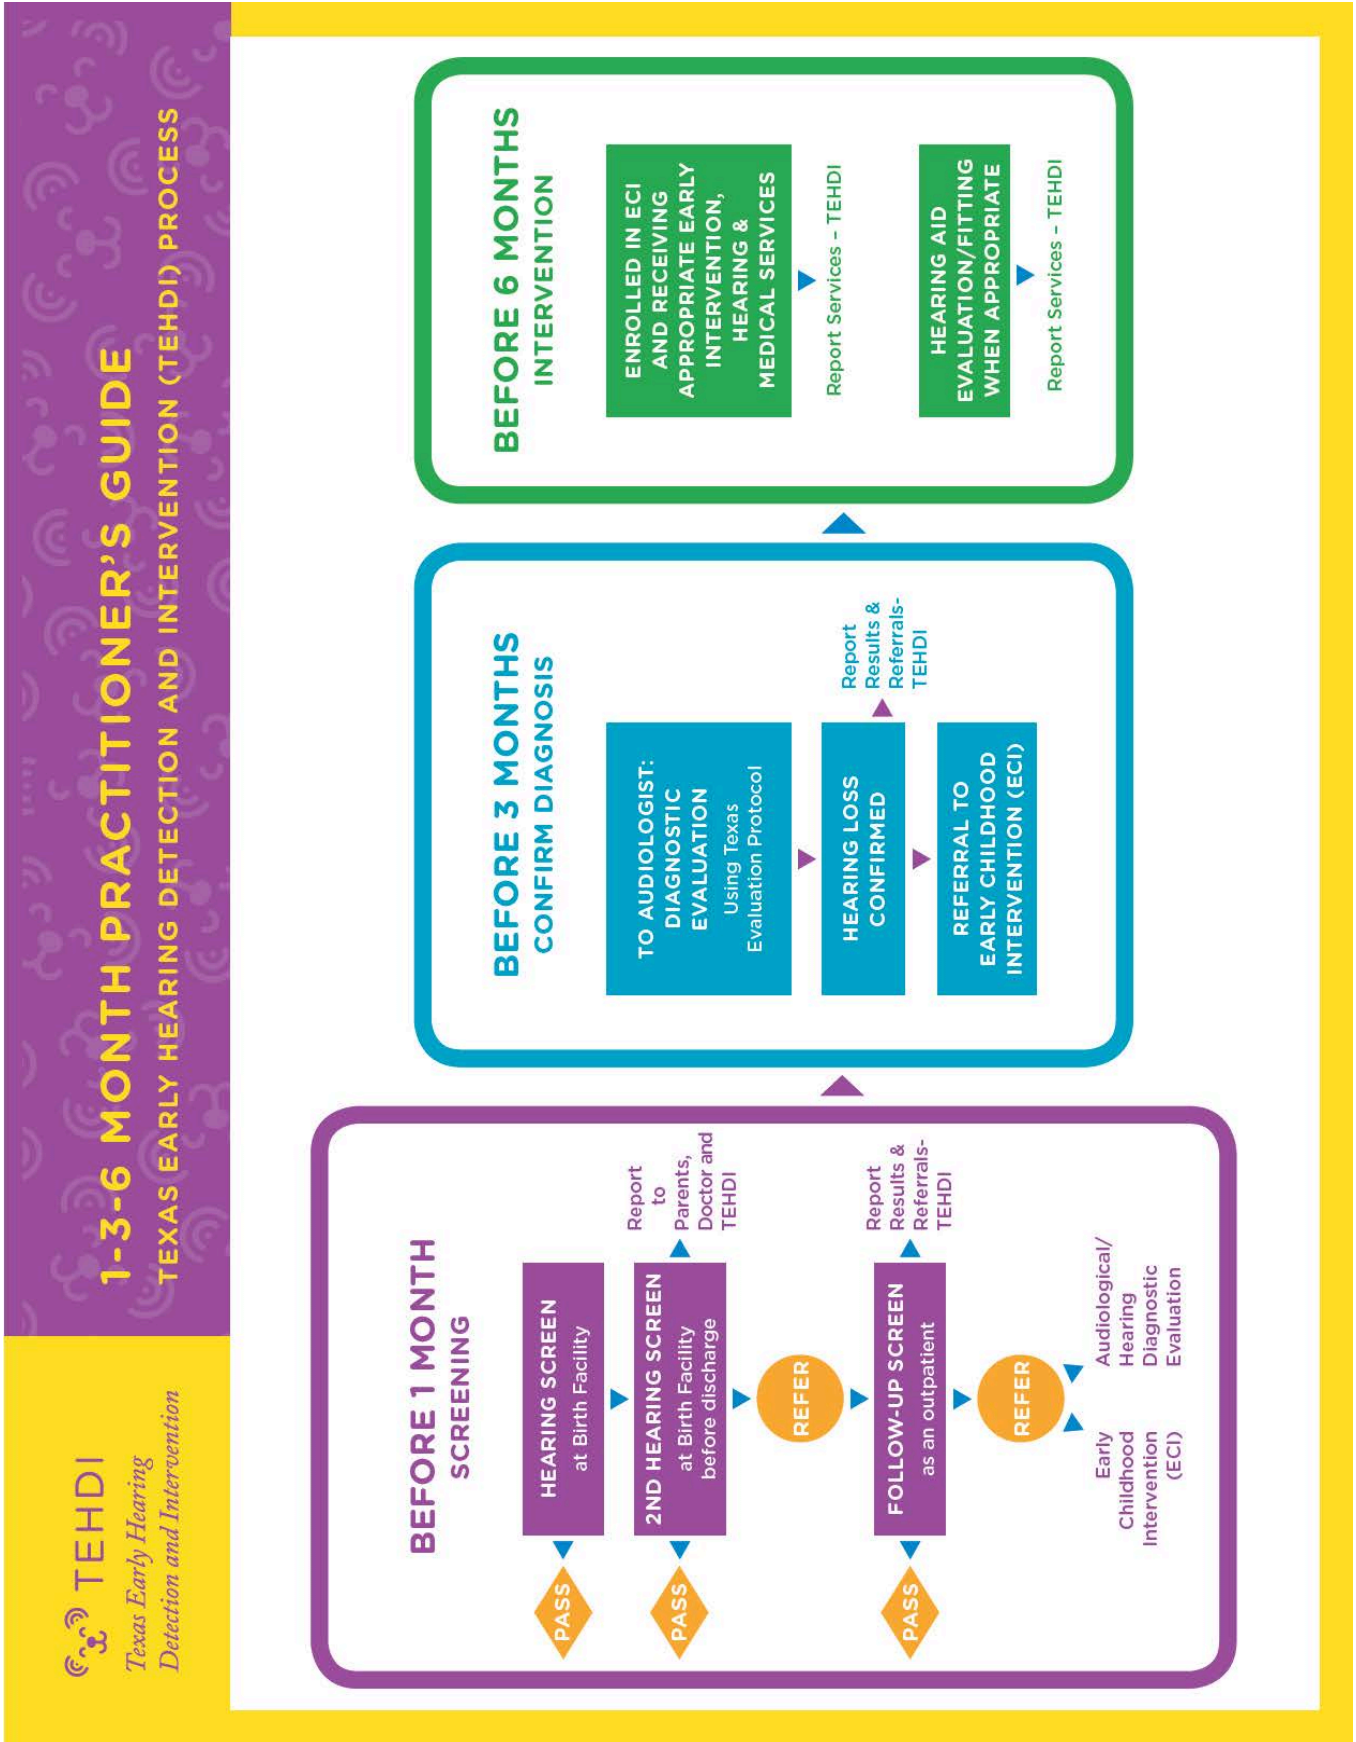 TEHDI
Texas Early Hearing
Detection and Intervention
1-3-6 MONTH PRACTITIONER'S GUIDE
TEXAS EARLY HEARING DETECTION AND INTERVENTION (TEHDI) PROCESS
BEFORE 1 MONTH
SCREENING
HEARING SCREEN
at Birth Facility
PASS
2ND HEARING SCREEN
at Birth Facility
before discharge
PASS
Report
to
Parents,
Doctor and
TEHDI
REFER
FOLLOW-UP SCREEN
as an outpatient
PASS
Report
Results &
Referrals-
TEHDI
REFER
Early
Childhood
Intervention
(ECI)
Audiological/
Hearing
Diagnostic
Evaluation
BEFORE 3 MONTHS
CONFIRM DIAGNOSIS
TO AUDIOLOGIST:
DIAGNOSTIC
EVALUATION
Using Texas
Evaluation Protocol
HEARING LOSS
CONFIRMED
Report
Results &
Referrals-
TEHDI
REFERRAL TO
EARLY CHILDHOOD
INTERVENTION (ECI)
BEFORE 6 MONTHS
INTERVENTION
ENROLLED IN ECI
AND RECEIVING
APPROPRIATE EARLY
INTERVENTION,
HEARING &
MEDICAL SERVICES
Report Services – TEHDI
HEARING AID
EVALUATION/FITTING
WHEN APPROPRIATE
Report Services – TEHDI